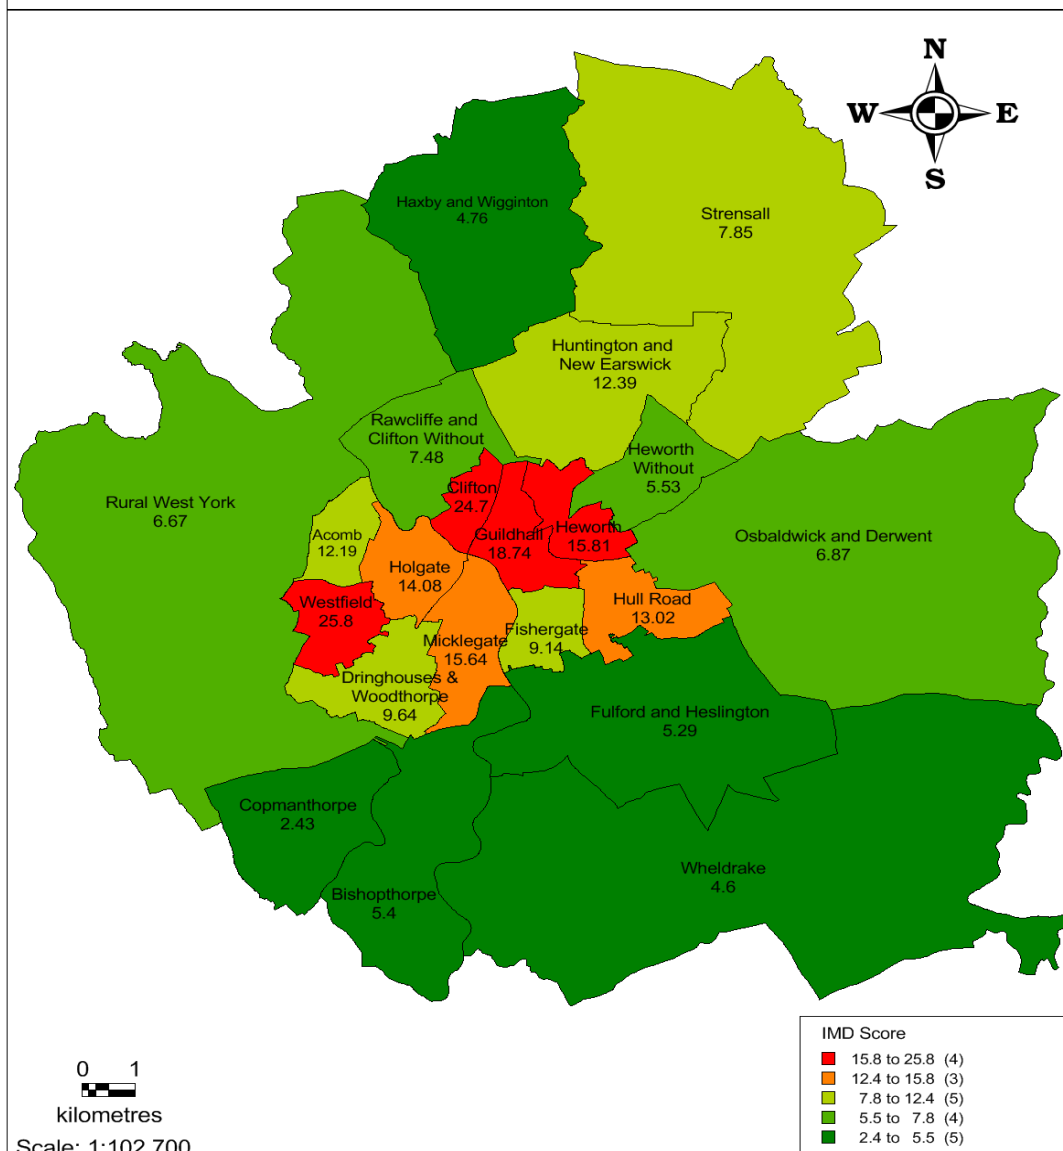 N
W E
S
Haxby and Wigginton
4.76
Strensall
7.85
Huntington and
New Earswick
12.39
Rawcliffe and
Clifton Without
7.48
Heworth
Without
5.53
Rural West York
6.67
Clifton
24.7
Acomb
12.19
Guildhall
18.74
Heworth
15.81
Osbaldwick and Derwent
6.87
Holgate
14.08
Westfield
25.8
Hull Road
13.02
Micklegate
15.64
Fishergate
9.14
Dringhouses &
Woodthorpe
9.64
Fulford and Heslington
5.29
Copmanthorpe
2.43
Wheldrake
4.6
Bishopthorpe
5.4
0 1
kilometres
Scale: 1:102,700
IMD Score
15.8 to 25.8 (4)
12.4 to 15.8 (3)
7.8 to 12.4 (5)
5.5 to 7.8 (4)
2.4 to 5.5 (5)